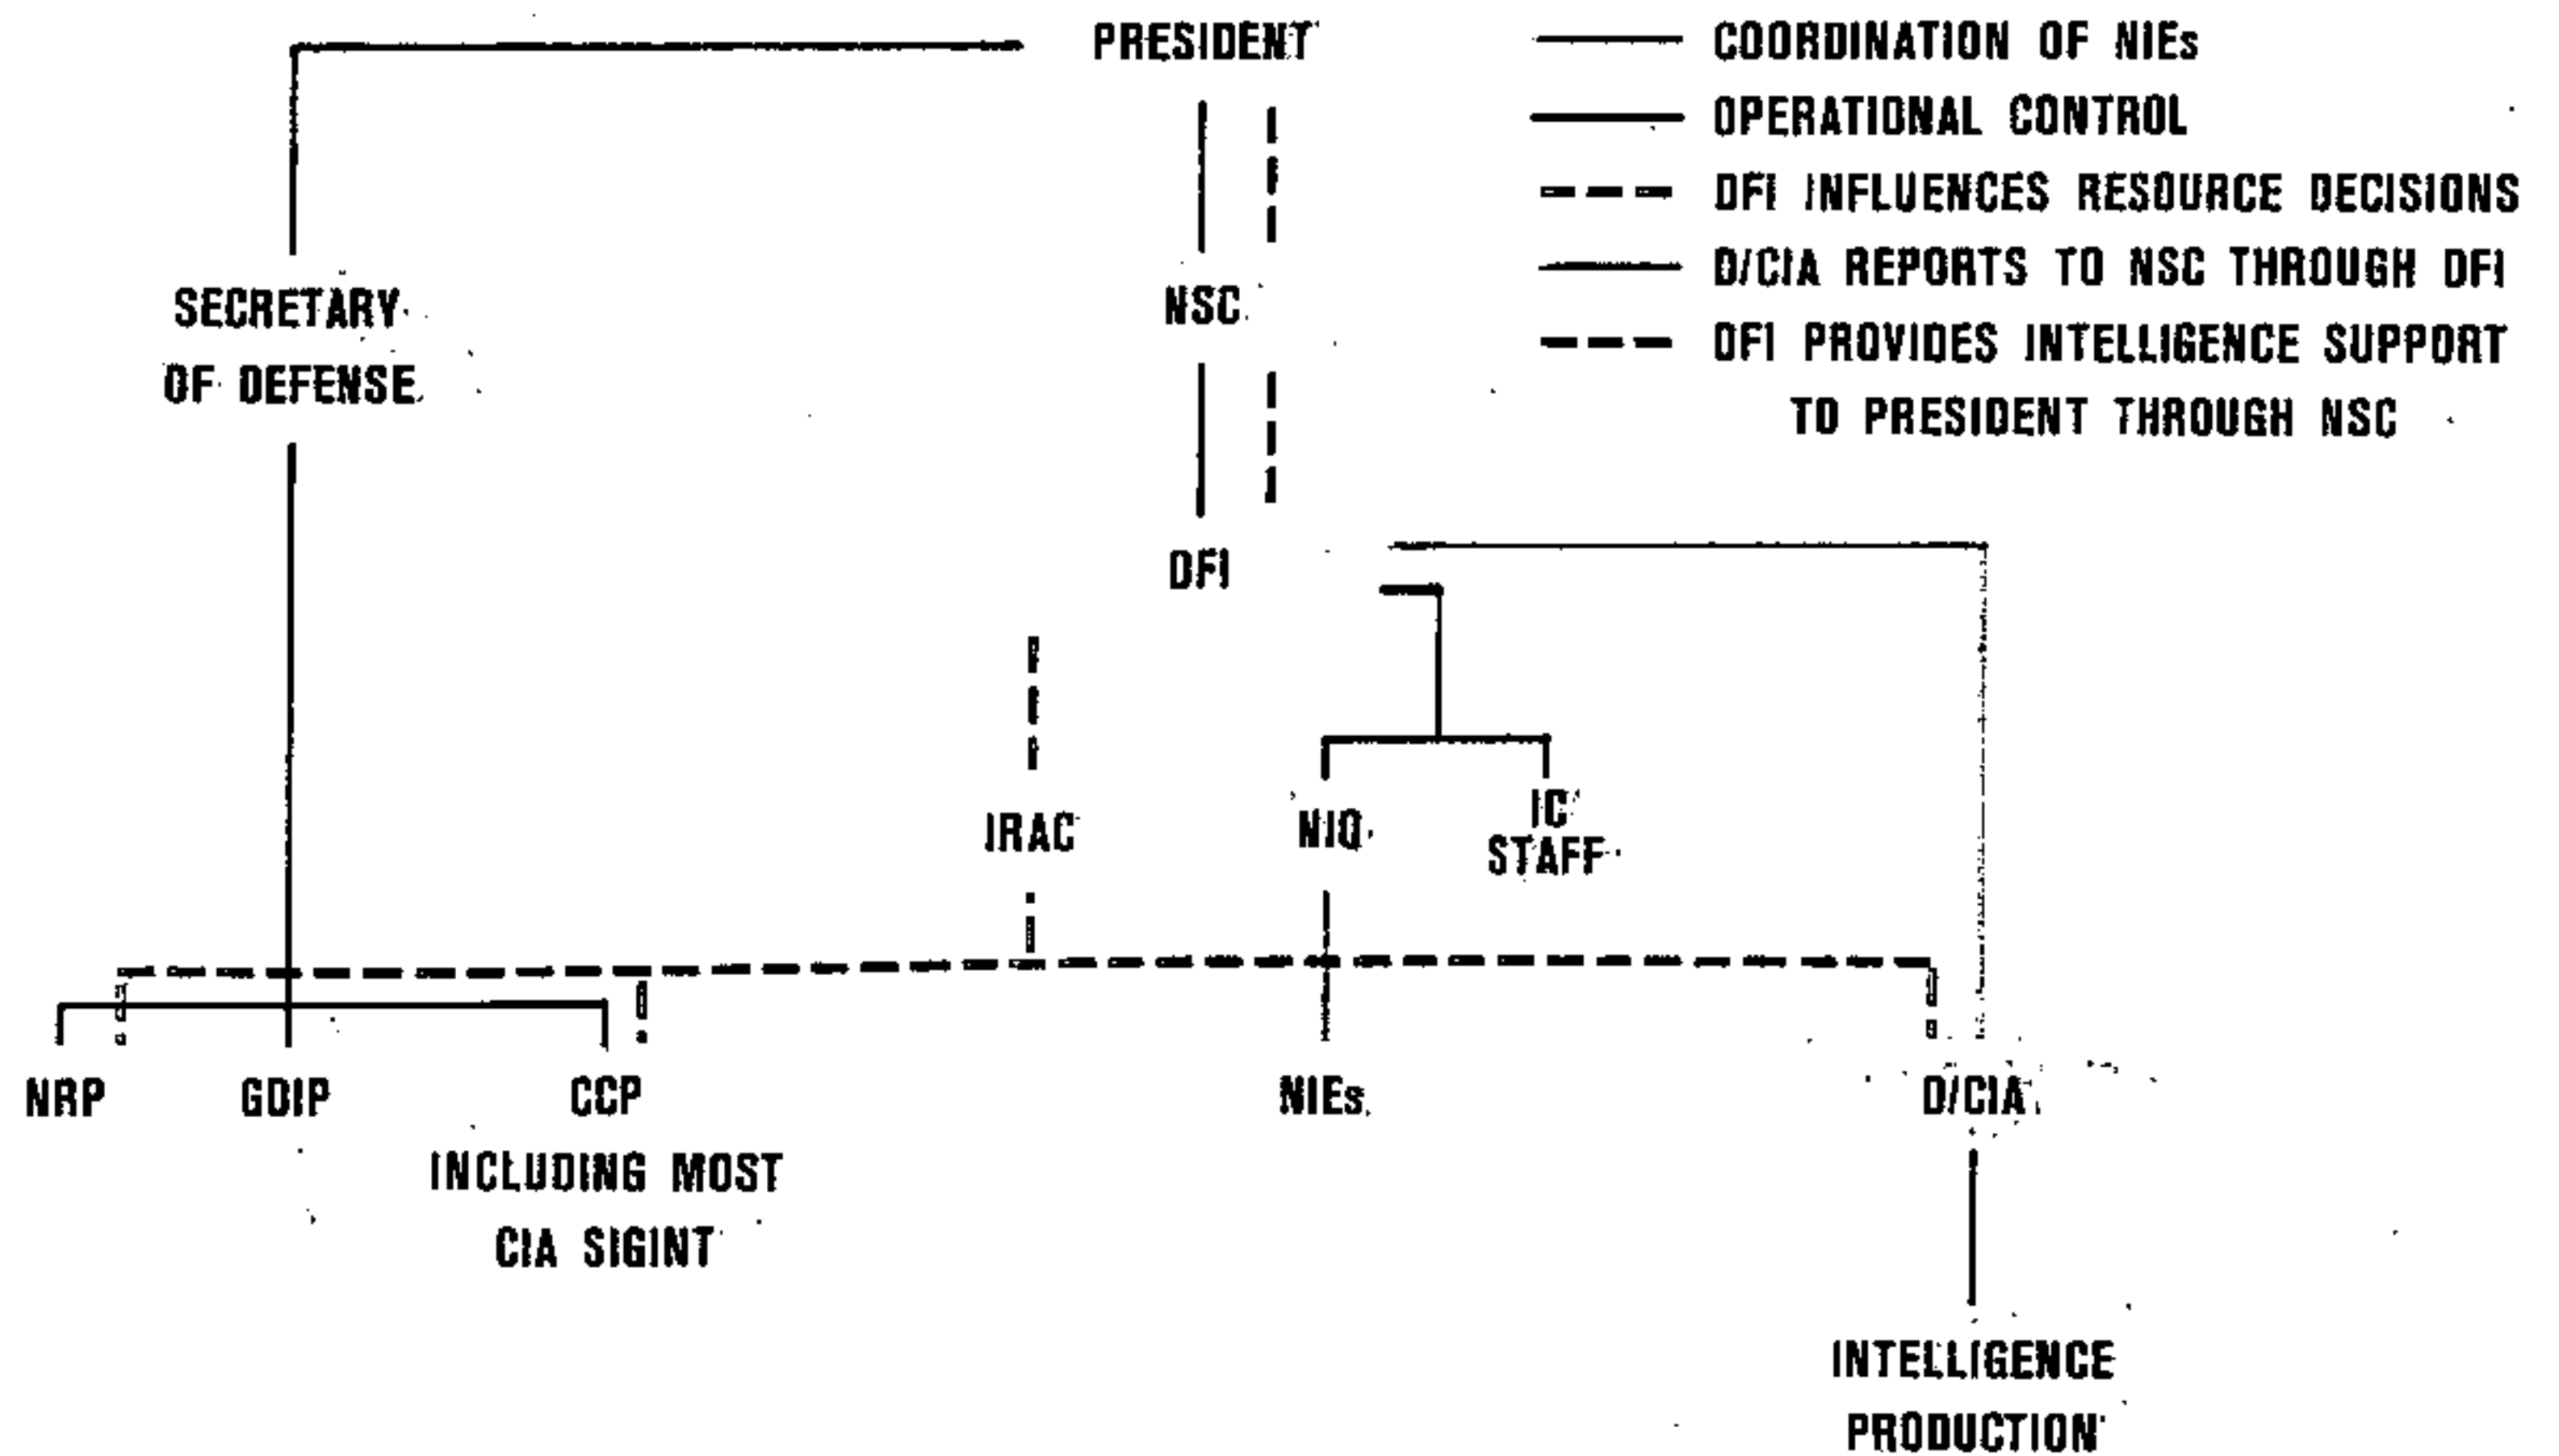 PRESIDENT
COORDINATION OF NIEs
OPERATIONAL CONTROL
DFI INFLUENCES RESOURCE DECISIONS
D/CIA REPORTS TO NSC THROUGH DFI
DFI PROVIDES INTELLIGENCE SUPPORT
TO PRESIDENT THROUGH NSC
SECRETARY
OF DEFENSE
NSC
DFI
IRAC
NIO
IC
STAFF
NRP
GDIP
CCP
INCLUDING MOST
CIA SIGINT
NIEs
D/CIA
INTELLIGENCE
PRODUCTION